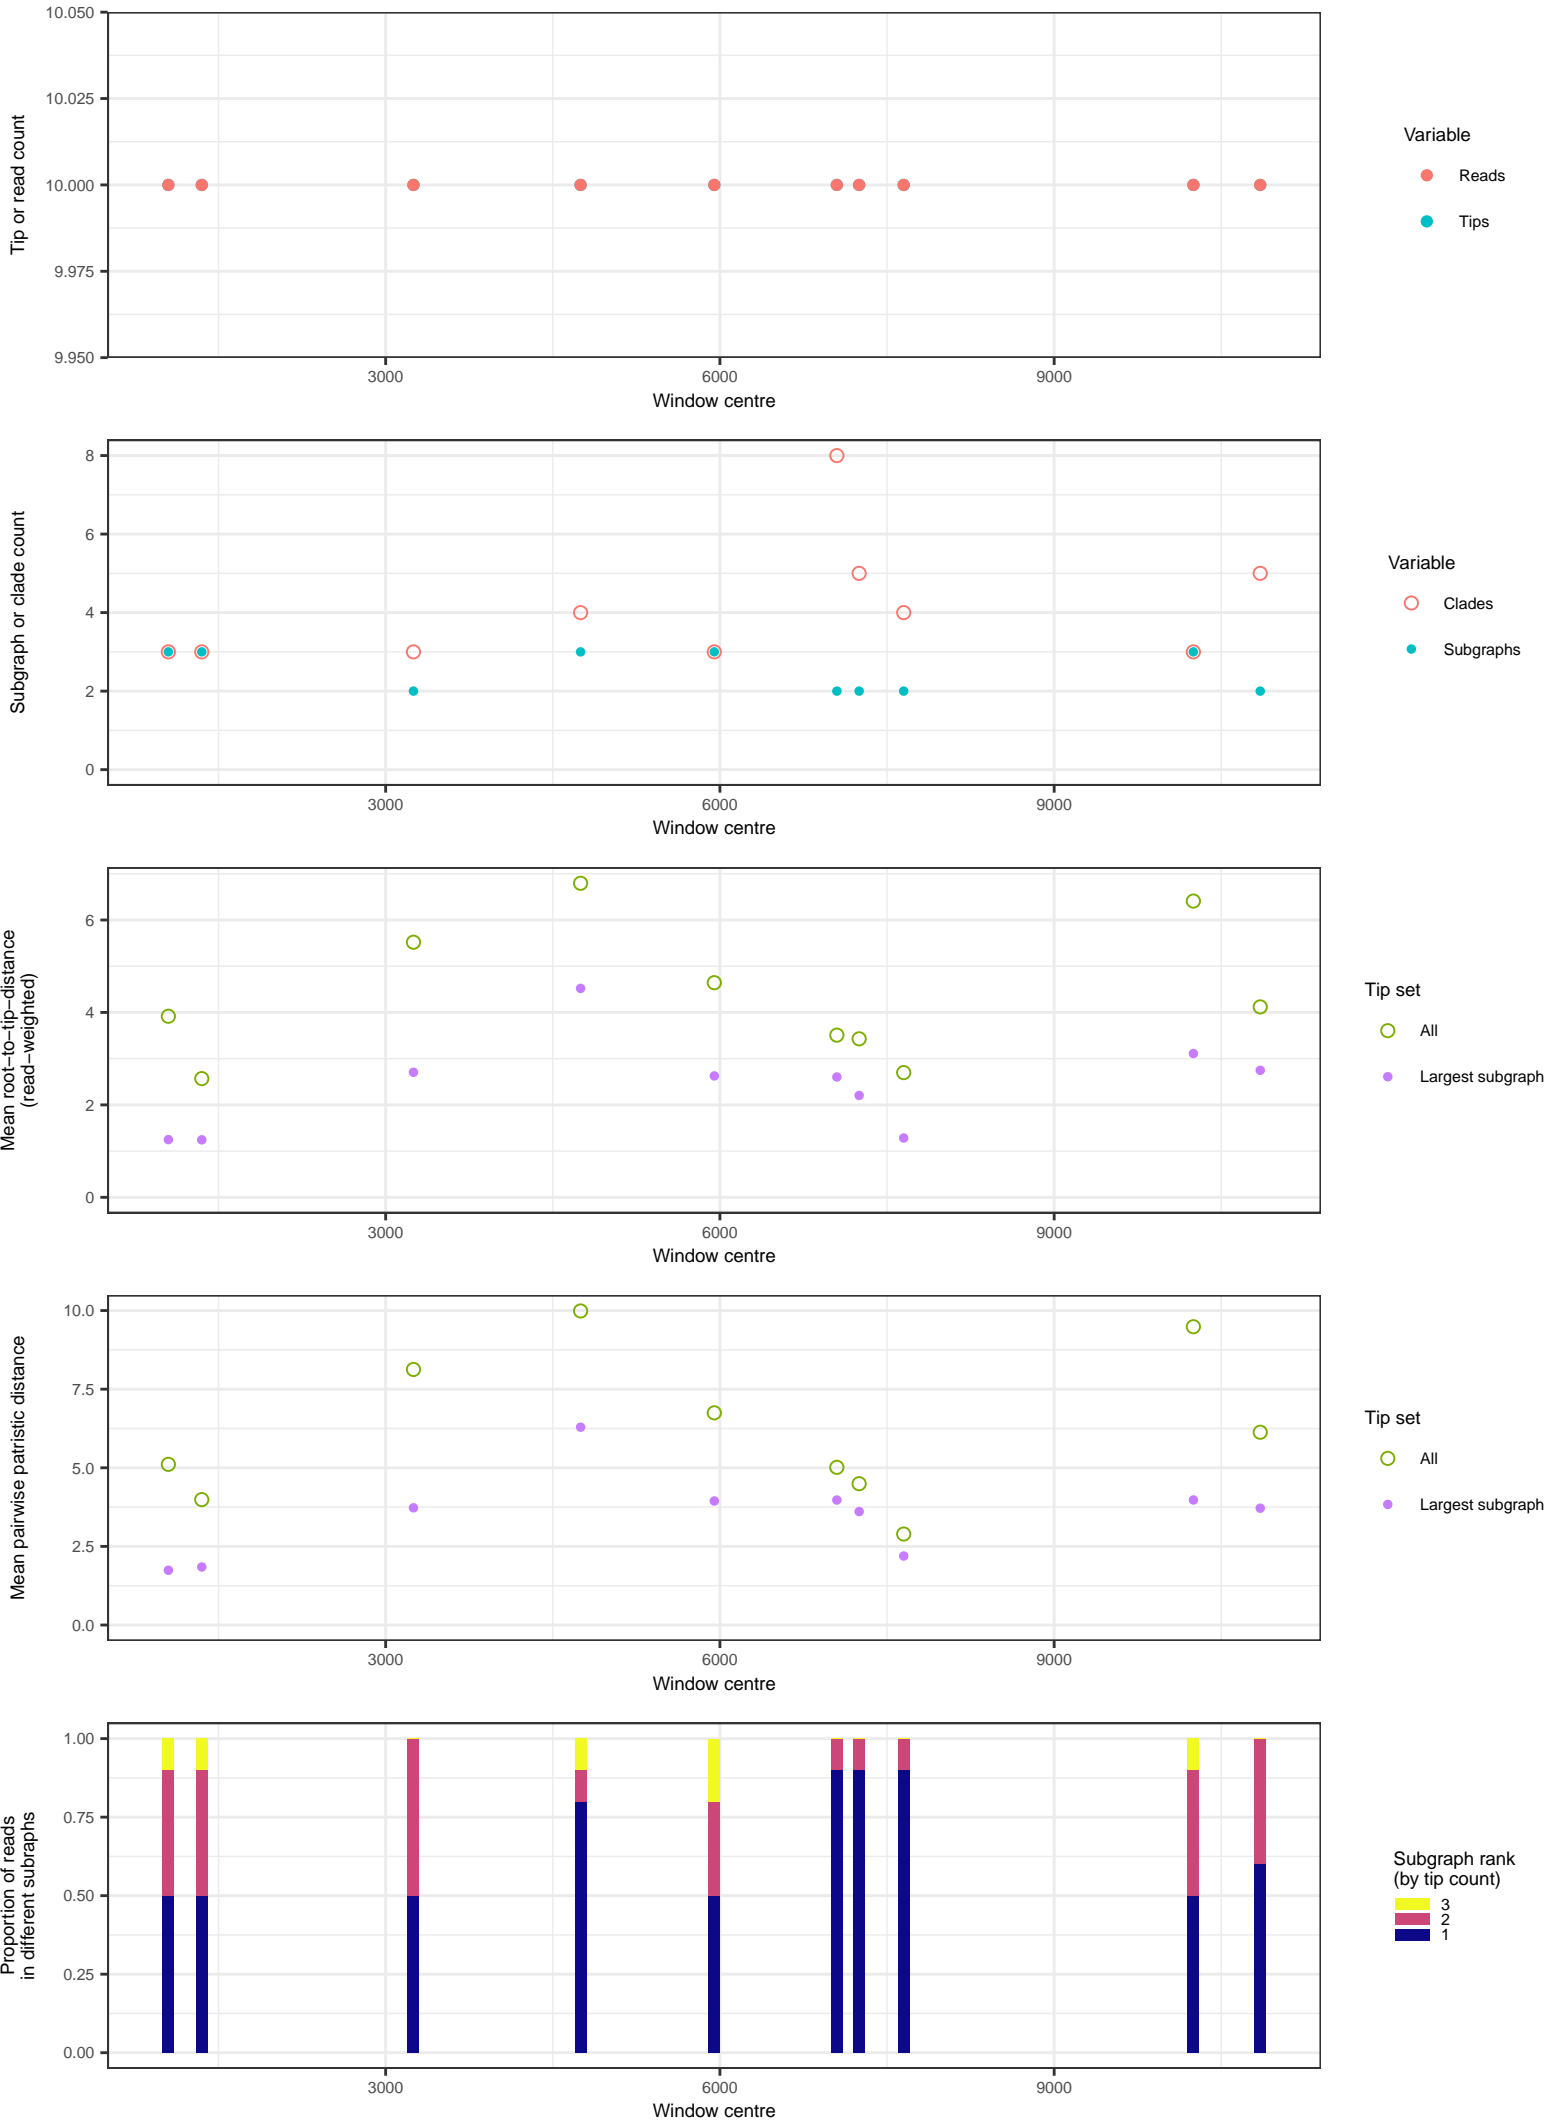 10.050
10.025
10.000
9.975
9.950
Tip or read count
3000
6000
9000
Window centre
Variable
Reads
Tips
8
6
4
2
0
Subgraph or clade count
3000
6000
9000
Window centre
Variable
Clades
Subgraphs
6
4
2
0
Mean root−to−tip−distance
(read−weighted)
3000
6000
9000
Window centre
Tip set
All
Largest subgraph
10.0
7.5
5.0
2.5
0.0
Mean pairwise patristic distance
3000
6000
9000
Window centre
Tip set
All
Largest subgraph
1.00
0.75
0.50
0.25
0.00
Proportion of reads
in different subraphs
3000
6000
9000
Window centre
Subgraph rank
(by tip count)
3
2
1